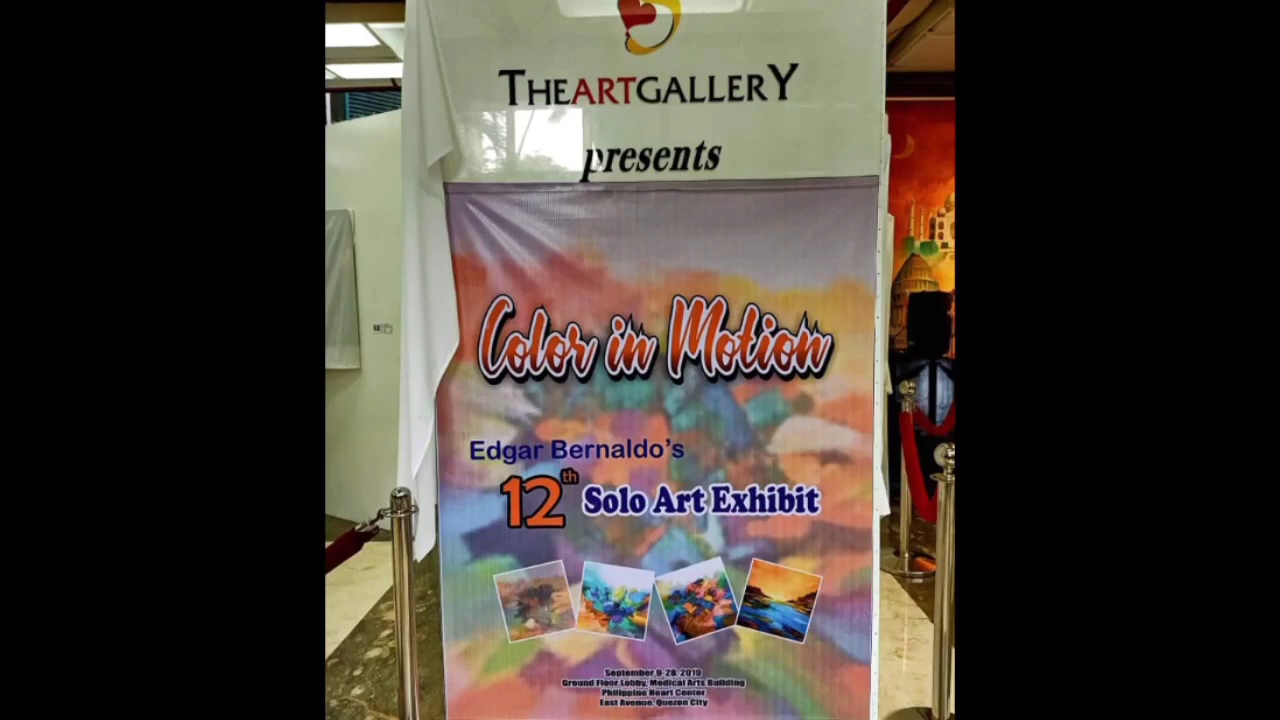 THEARTGALLERY
presents
Color in Motion
Edgar Bernaldo's
12th Solo Art Exhibit
September 9-28, 2019
Ground Floor Lobby, Medical Arts Building
Philippine Heart Center
East Avenue, Quezon City